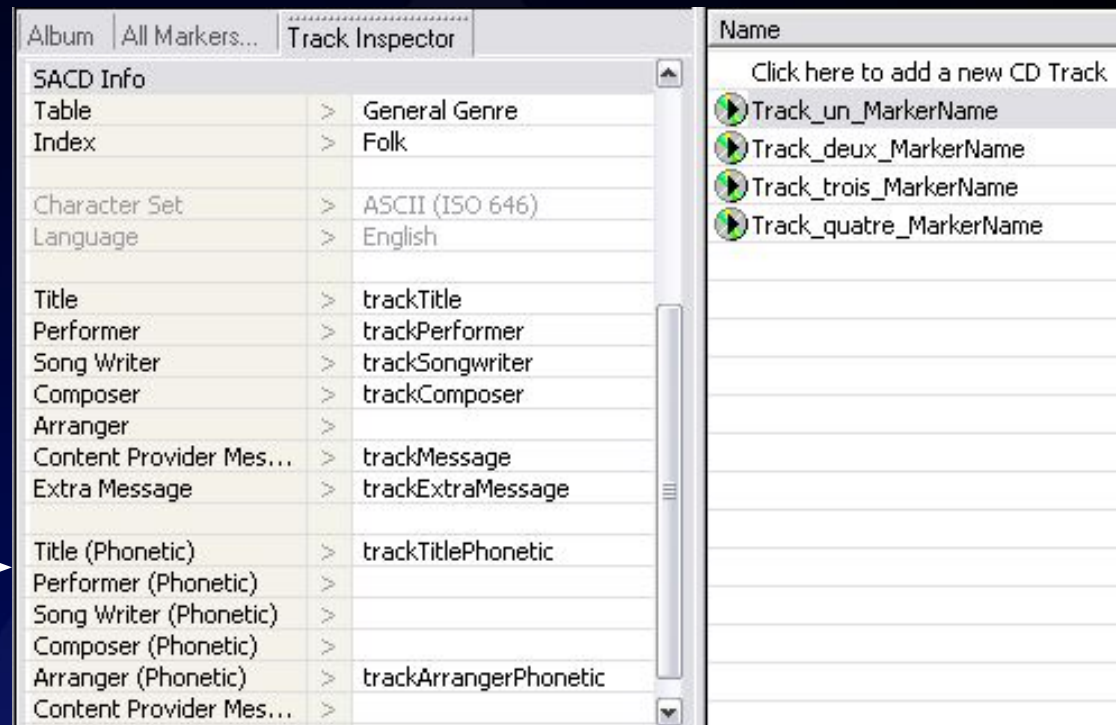 Album All Markers... Track Inspector
SACD Info
Table > General Genre
Index > Folk
Character Set > ASCII (ISO 646)
Language > English
Title > trackTitle
Performer > trackPerformer
Song Writer > trackSongwriter
Composer > trackComposer
Arranger >
Content Provider Mes... > trackMessage
Extra Message > trackExtraMessage
Title (Phonetic) > trackTitlePhonetic
Performer (Phonetic) >
Song Writer (Phonetic) >
Composer (Phonetic) >
Arranger (Phonetic) > trackArrangerPhonetic
Content Provider Mes... >
Name
Click here to add a new CD Track
Track_un_MarkerName
Track_deux_MarkerName
Track_trois_MarkerName
Track_quatre_MarkerName